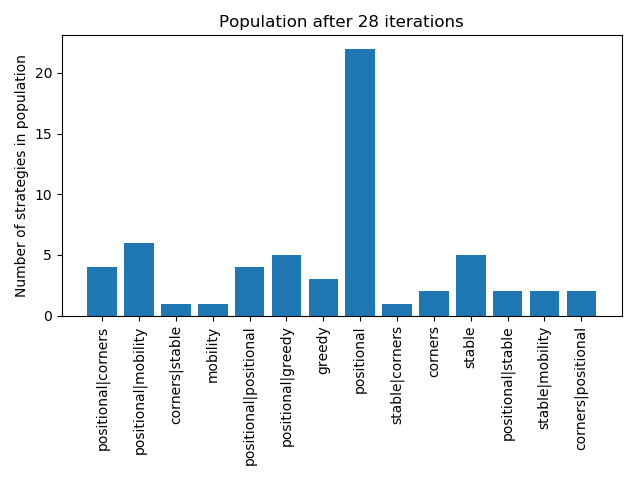 Population after 28 iterations
Number of strategies in population
20
15
10
5
0
positional|corners
positional|mobility
corners|stable
mobility
positional|positional
positional|greedy
greedy
positional
stable|corners
corners
stable
positional|stable
stable|mobility
corners|positional